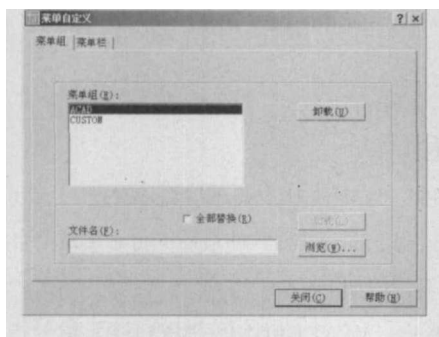 菜单自定义
菜单组 菜单栏
菜单组(E):
ACAD
CUSTOM
卸载(U)
全部替换(R)
文件名(F):
浏览(W)...
关闭(C) 帮助(H)